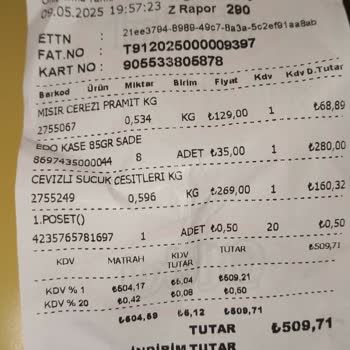 09.05.2025 19:57:23 Z Rapor 290
ETTN : 21ee3794-8989-49c7-8a3a-5c2ef91aa8ab
FAT.NO : T912025000009397
KART NO : 905533805878
Barkod Ürün Miktar Birim Fiyat Kdv Kdv D.Tutar
MISIR CEREZİ PRAMIT KG
2755067 0,534 KG ₺129,00 1 ₺68,89
EDO KASE 85GR SADE
8697435000044 8 ADET ₺35,00 1 ₺280,00
CEVIZLI SUCUK CESITLERI KG
2755249 0,596 KG ₺269,00 1 ₺160,32
1.POSET()
4235765781697 1 ADET ₺0,50 20 ₺0,50
KDV MATRAH KDV TUTAR TUTAR ₺509,71
KDV % 1 ₺504,17 ₺5,04 ₺509,21
KDV % 20 ₺0,42 ₺0,08 ₺0,50
₺504,59 ₺5,12 ₺509,71
TUTAR ₺509,71
İNDİRİM TUTAR